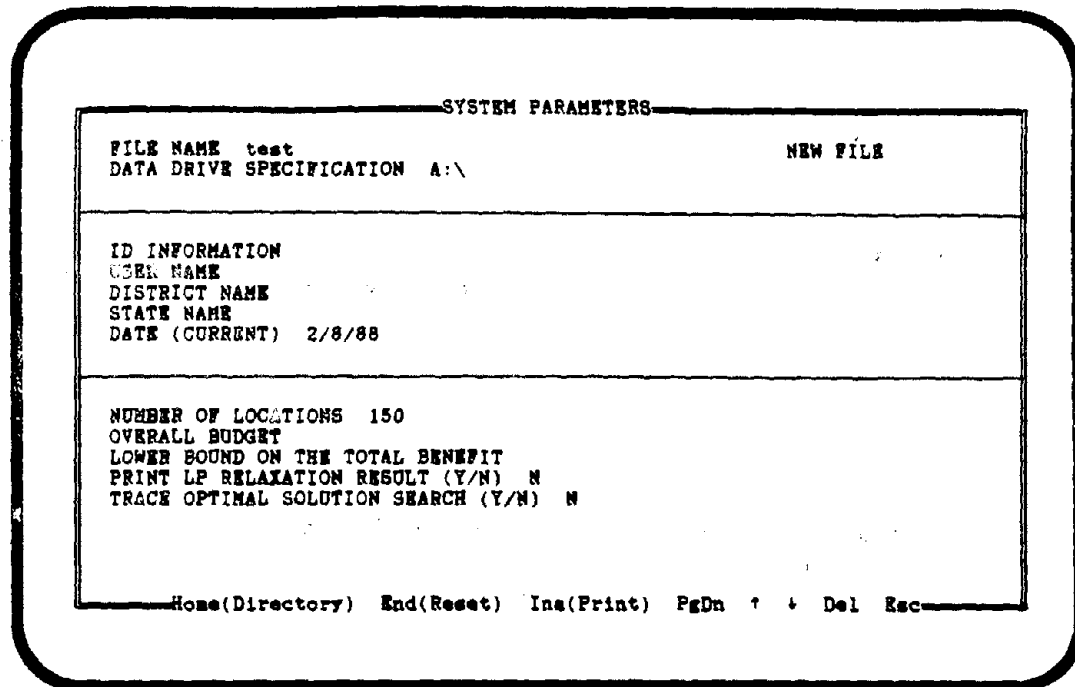 SYSTEM PARAMETERS
FILE NAME test NEW FILE
DATA DRIVE SPECIFICATION A:\
ID INFORMATION
USER NAME
DISTRICT NAME
STATE NAME
DATE (CURRENT) 2/8/88
NUMBER OF LOCATIONS 150
OVERALL BUDGET
LOWER BOUND ON THE TOTAL BENEFIT
PRINT LP RELAXATION RESULT (Y/N) N
TRACE OPTIMAL SOLUTION SEARCH (Y/N) N
Home(Directory) End(Reset) Ins(Print) PgDn ↑ ↓ Del Esc